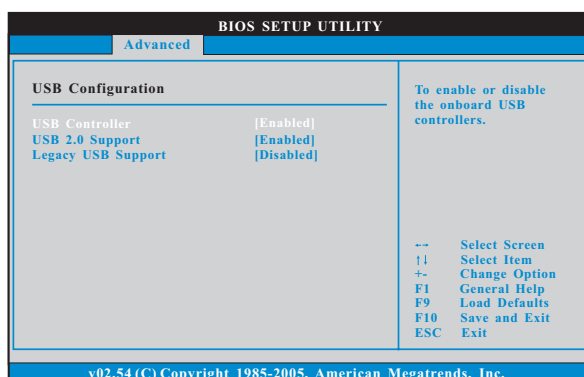 BIOS SETUP UTILITY
Advanced
USB Configuration
USB Controller [Enabled]
USB 2.0 Support [Enabled]
Legacy USB Support [Disabled]
To enable or disable
the onboard USB
controllers.
←→ Select Screen
↑↓ Select Item
+- Change Option
F1 General Help
F9 Load Defaults
F10 Save and Exit
ESC Exit
v02.54 (C) Copyright 1985-2005, American Megatrends, Inc.